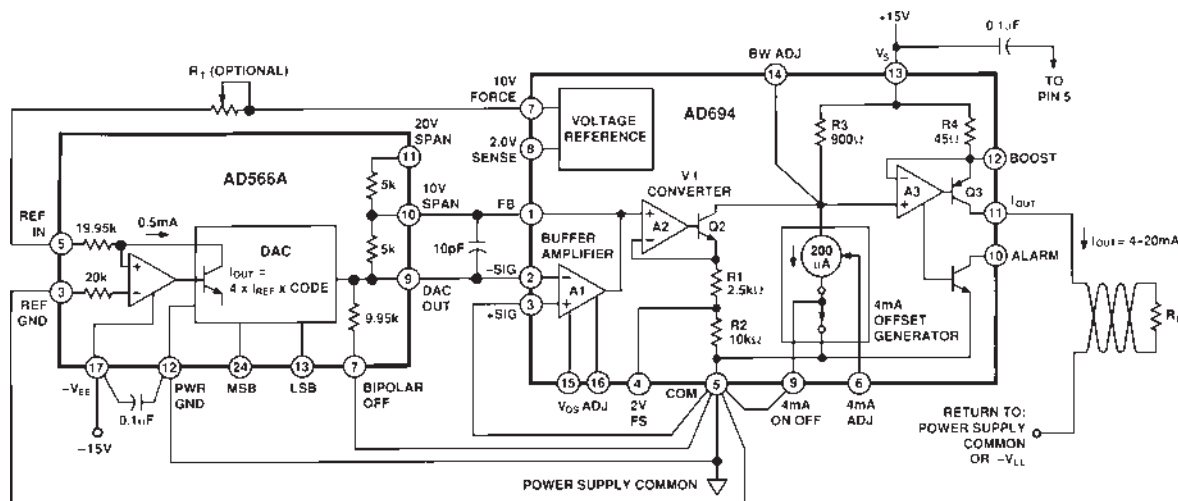 +15V
0.1uF
TO
PIN 5
BW ADJ
14
VS
13
RT (OPTIONAL)
10V
FORCE
7
VOLTAGE
REFERENCE
2.0V
SENSE
8
AD694
R3
900Ω
R4
45Ω
12
BOOST
A3
Q3
IOUT
11
IOUT = 4-20mA
10
ALARM
20V
SPAN
11
AD566A
5k
10V
SPAN
10
FB
1
V I
CONVERTER
A2
Q2
REF
IN
5
19.95k
0.5mA
DAC
IOUT =
4 x IREF x CODE
5k
10pF
BUFFER
AMPLIFIER
200
uA
3
REF
GND
20k
9
DAC
OUT
-SIG
2
3
+SIG
A1
R1
2.5kΩ
R2
10kΩ
4mA
OFFSET
GENERATOR
9.95k
RL
17
-VEE
12
PWR
GND
24
MSB
13
LSB
7
BIPOLAR
OFF
15
16
VOS ADJ
4
2V
FS
COM
5
9
4mA
ON OFF
6
4mA
ADJ
0.1uF
-15V
RETURN TO:
POWER SUPPLY
COMMON
OR -VLL
POWER SUPPLY COMMON